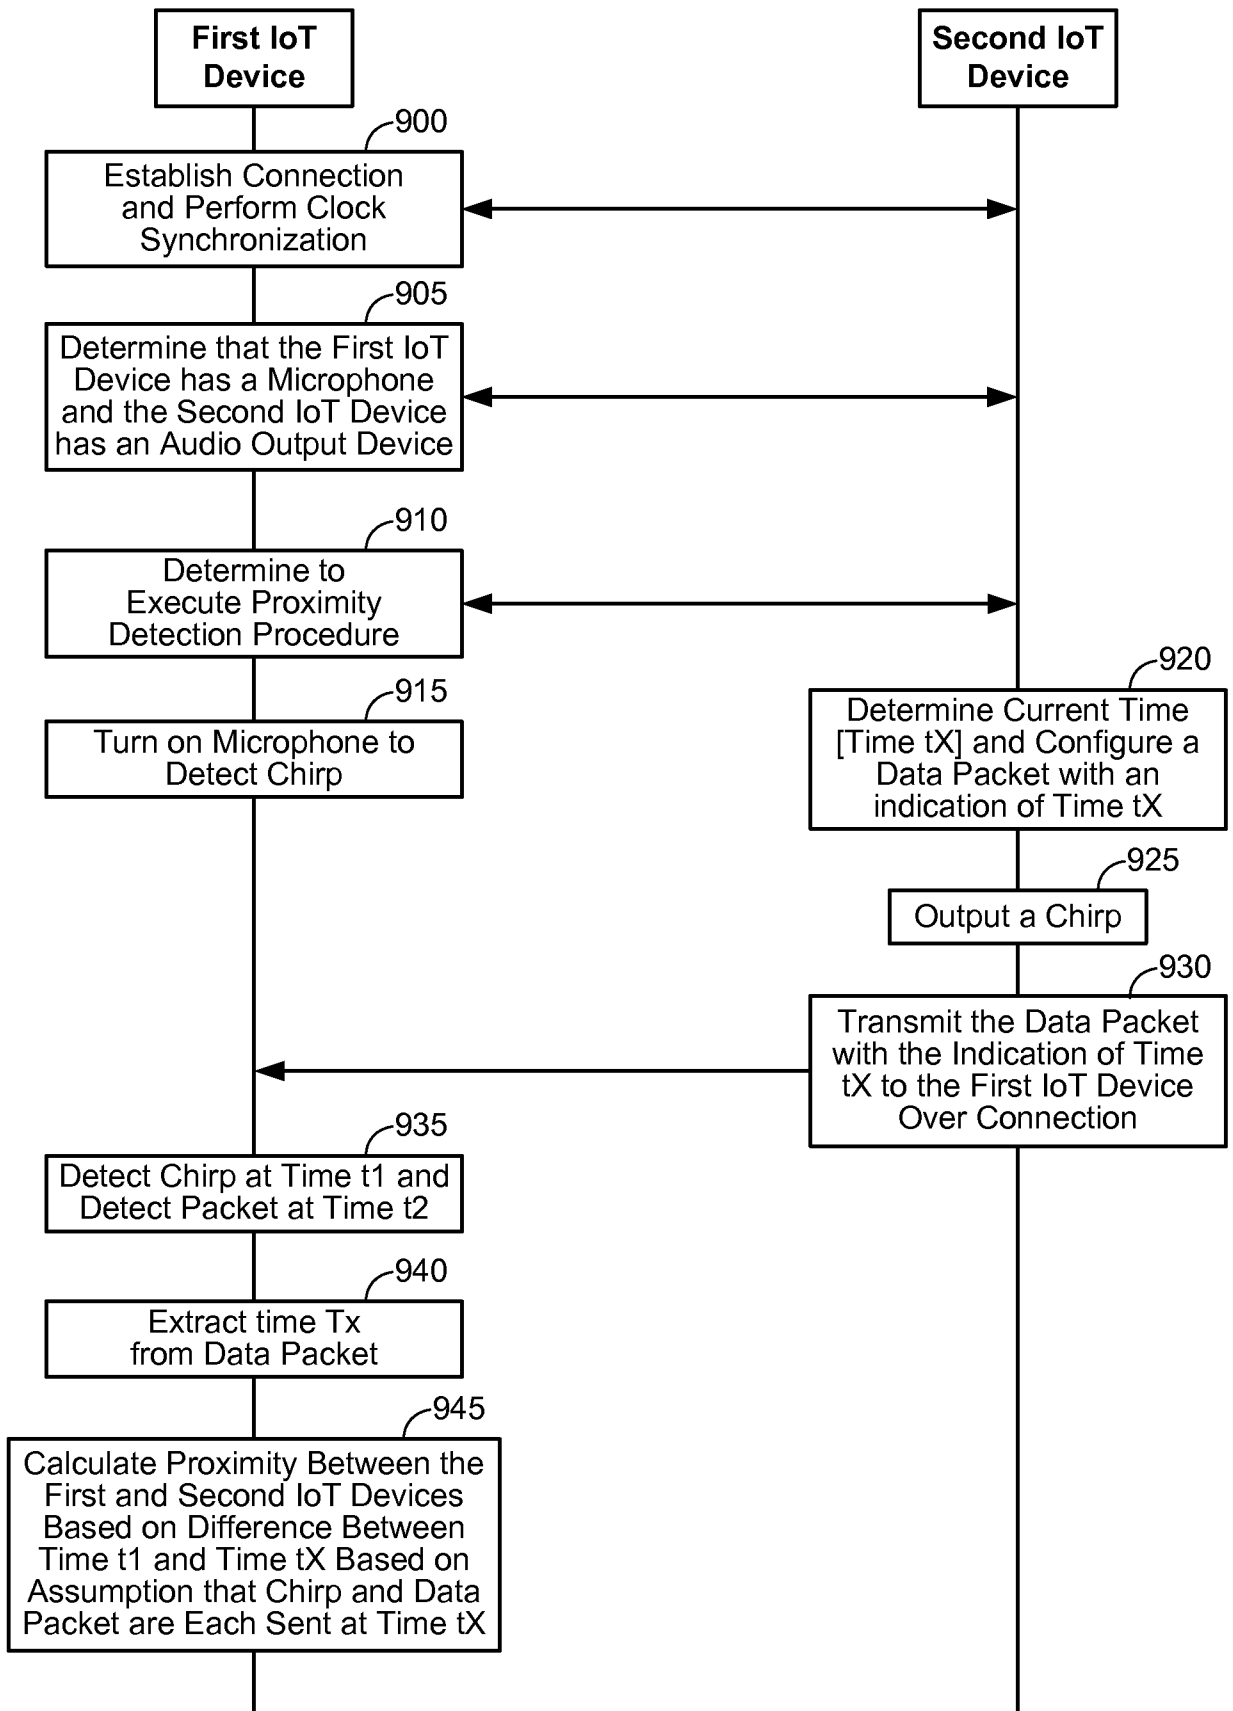 First IoT
Device
Second IoT
Device
900
Establish Connection
and Perform Clock
Synchronization
905
Determine that the First IoT
Device has a Microphone
and the Second IoT Device
has an Audio Output Device
910
Determine to
Execute Proximity
Detection Procedure
915
Turn on Microphone to
Detect Chirp
920
Determine Current Time
[Time tX] and Configure a
Data Packet with an
indication of Time tX
925
Output a Chirp
930
Transmit the Data Packet
with the Indication of Time
tX to the First IoT Device
Over Connection
935
Detect Chirp at Time t1 and
Detect Packet at Time t2
940
Extract time Tx
from Data Packet
945
Calculate Proximity Between the
First and Second IoT Devices
Based on Difference Between
Time t1 and Time tX Based on
Assumption that Chirp and Data
Packet are Each Sent at Time tX